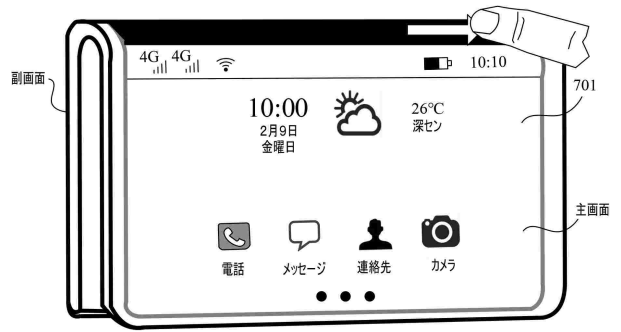 4G 4G 10:10
副画面
701
10:00 26℃
2月9日 深セン
金曜日
主画面
電話 メッセージ 連絡先 カメラ